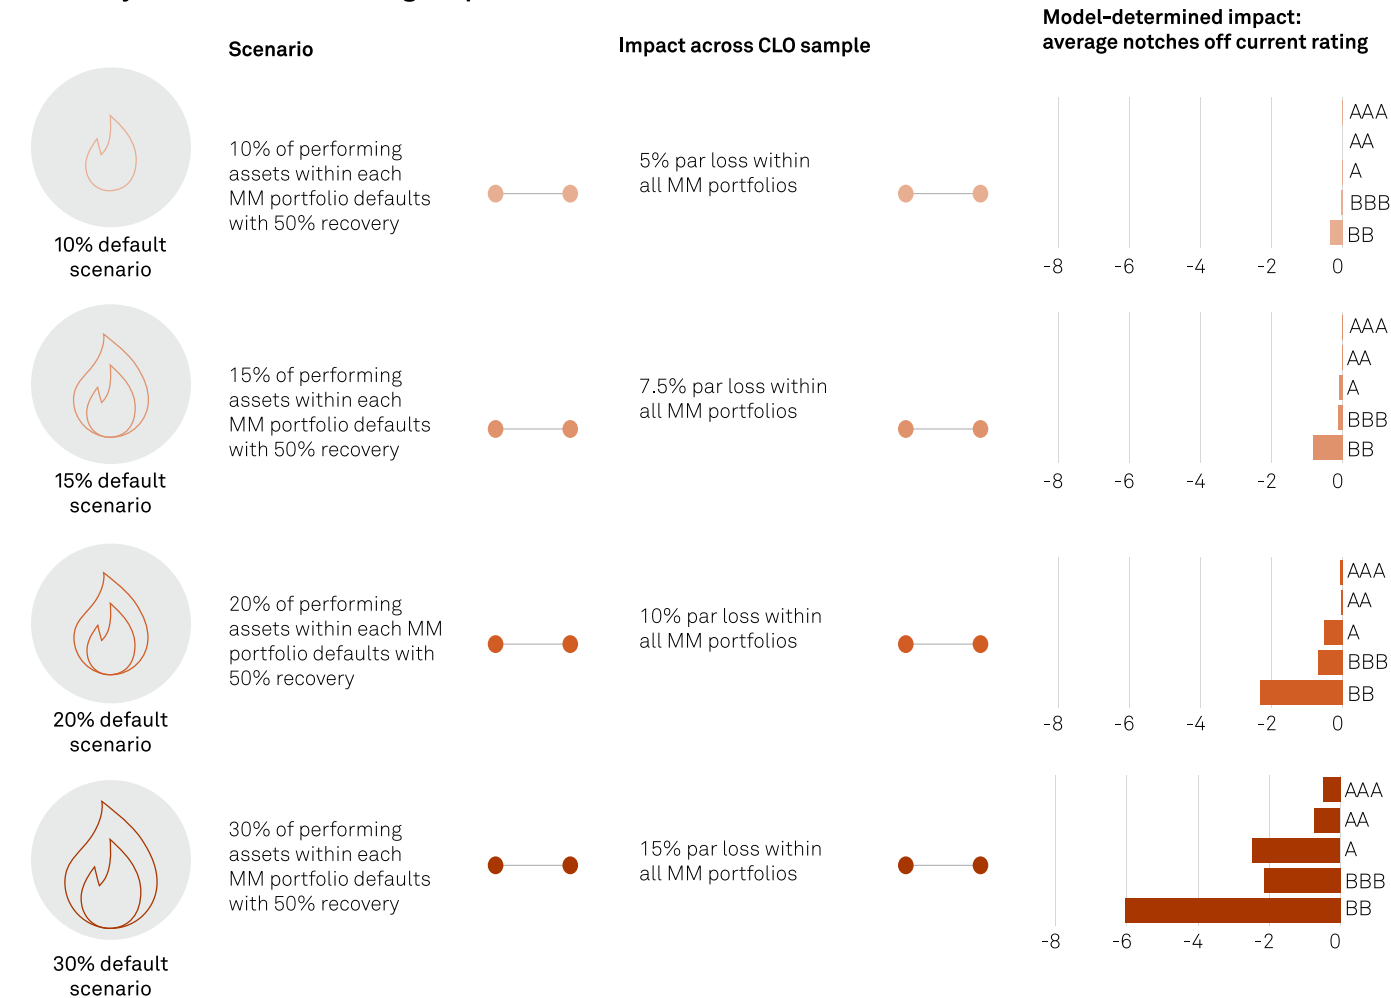 Scenario
Impact across CLO sample
Model-determined impact:
average notches off current rating
10% default
scenario
10% of performing
assets within each
MM portfolio defaults
with 50% recovery
5% par loss within
all MM portfolios
AAA
AA
A
BBB
BB
-8 -6 -4 -2 0
15% default
scenario
15% of performing
assets within each
MM portfolio defaults
with 50% recovery
7.5% par loss within
all MM portfolios
AAA
AA
A
BBB
BB
-8 -6 -4 -2 0
20% default
scenario
20% of performing
assets within each MM
portfolio defaults with
50% recovery
10% par loss within
all MM portfolios
AAA
AA
A
BBB
BB
-8 -6 -4 -2 0
30% default
scenario
30% of performing
assets within each
MM portfolio defaults
with 50% recovery
15% par loss within
all MM portfolios
AAA
AA
A
BBB
BB
-8 -6 -4 -2 0